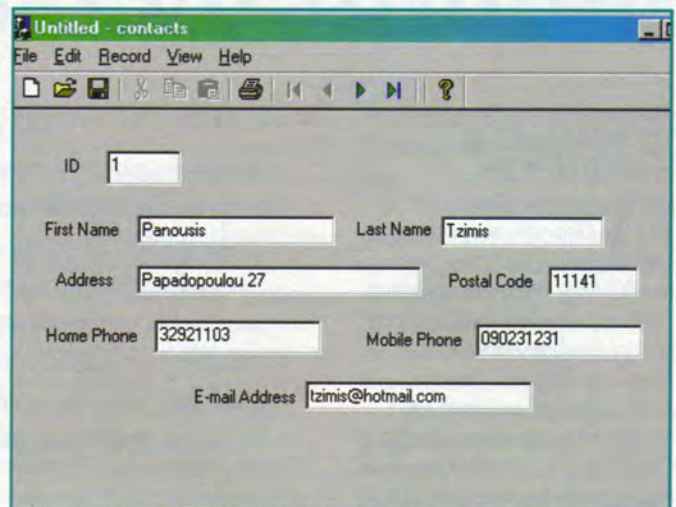 Untitled - contacts
File Edit Record View Help
?
ID 1
First Name Panousis Last Name Tzimis
Address Papadopoulou 27 Postal Code 11141
Home Phone 32921103 Mobile Phone 090231231
E-mail Address tzimis@hotmail.com